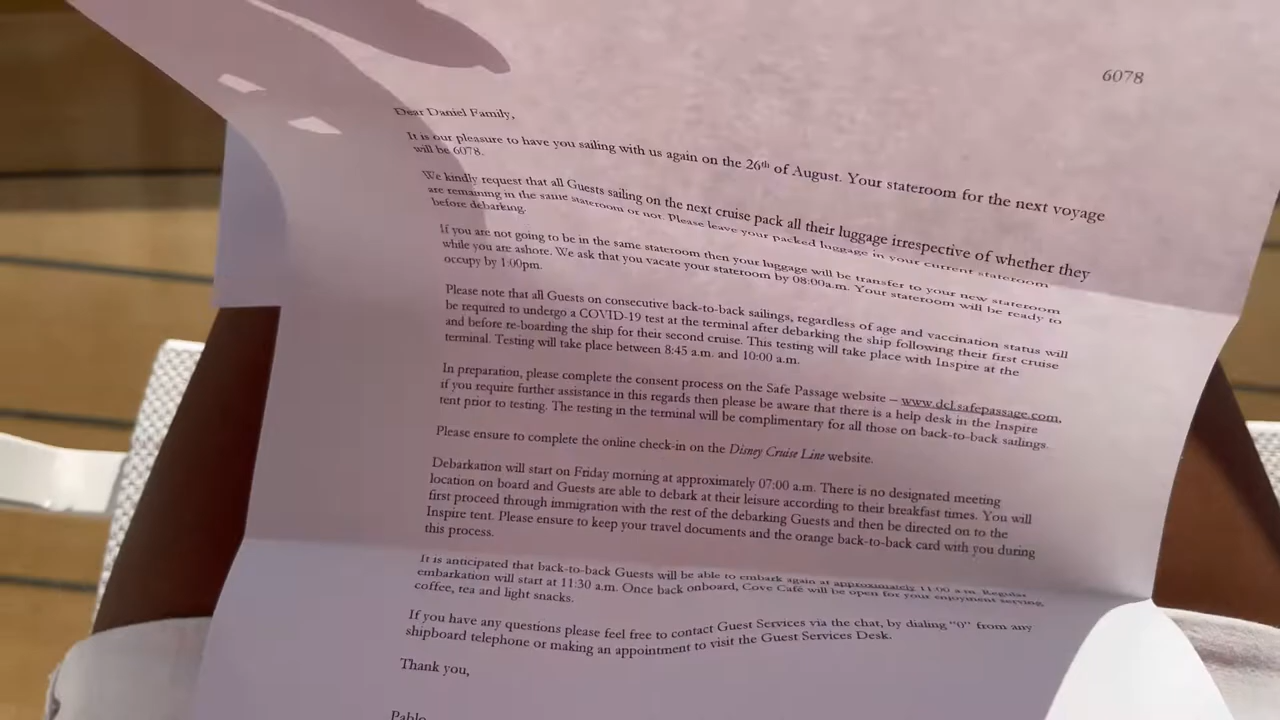 6078
Dear Daniel Family,
It is our pleasure to have you sailing with us again on the 26th of August. Your stateroom for the next voyage
will be 6078.
We kindly request that all Guests sailing on the next cruise pack all their luggage irrespective of whether they
are remaining in the same stateroom or not. Please leave your packed luggage in your current stateroom
before debarking.
If you are not going to be in the same stateroom then your luggage will be transfer to your new stateroom
while you are ashore. We ask that you vacate your stateroom by 08:00a.m. Your stateroom will be ready to
occupy by 1:00pm.
Please note that all Guests on consecutive back-to-back sailings, regardless of age and vaccination status will
be required to undergo a COVID-19 test at the terminal after debarking the ship following their first cruise
and before re-boarding the ship for their second cruise. This testing will take place with Inspire at the
terminal. Testing will take place between 8:45 a.m. and 10:00 a.m.
In preparation, please complete the consent process on the Safe Passage website – www.dcl.safepassage.com,
if you require further assistance in this regards then please be aware that there is a help desk in the Inspire
tent prior to testing. The testing in the terminal will be complimentary for all those on back-to-back sailings.
Please ensure to complete the online check-in on the Disney Cruise Line website.
Debarkation will start on Friday morning at approximately 07:00 a.m. There is no designated meeting
location on board and Guests are able to debark at their leisure according to their breakfast times. You will
first proceed through immigration with the rest of the debarking Guests and then be directed on to the
Inspire tent. Please ensure to keep your travel documents and the orange back-to-back card with you during
this process.
It is anticipated that back-to-back Guests will be able to embark again at approximately 11:00 a.m. Regular
embarkation will start at 11:30 a.m. Once back onboard, Cove Café will be open for your enjoyment serving,
coffee, tea and light snacks.
If you have any questions please feel free to contact Guest Services via the chat, by dialing "0" from any
shipboard telephone or making an appointment to visit the Guest Services Desk.
Thank you,
Pablo